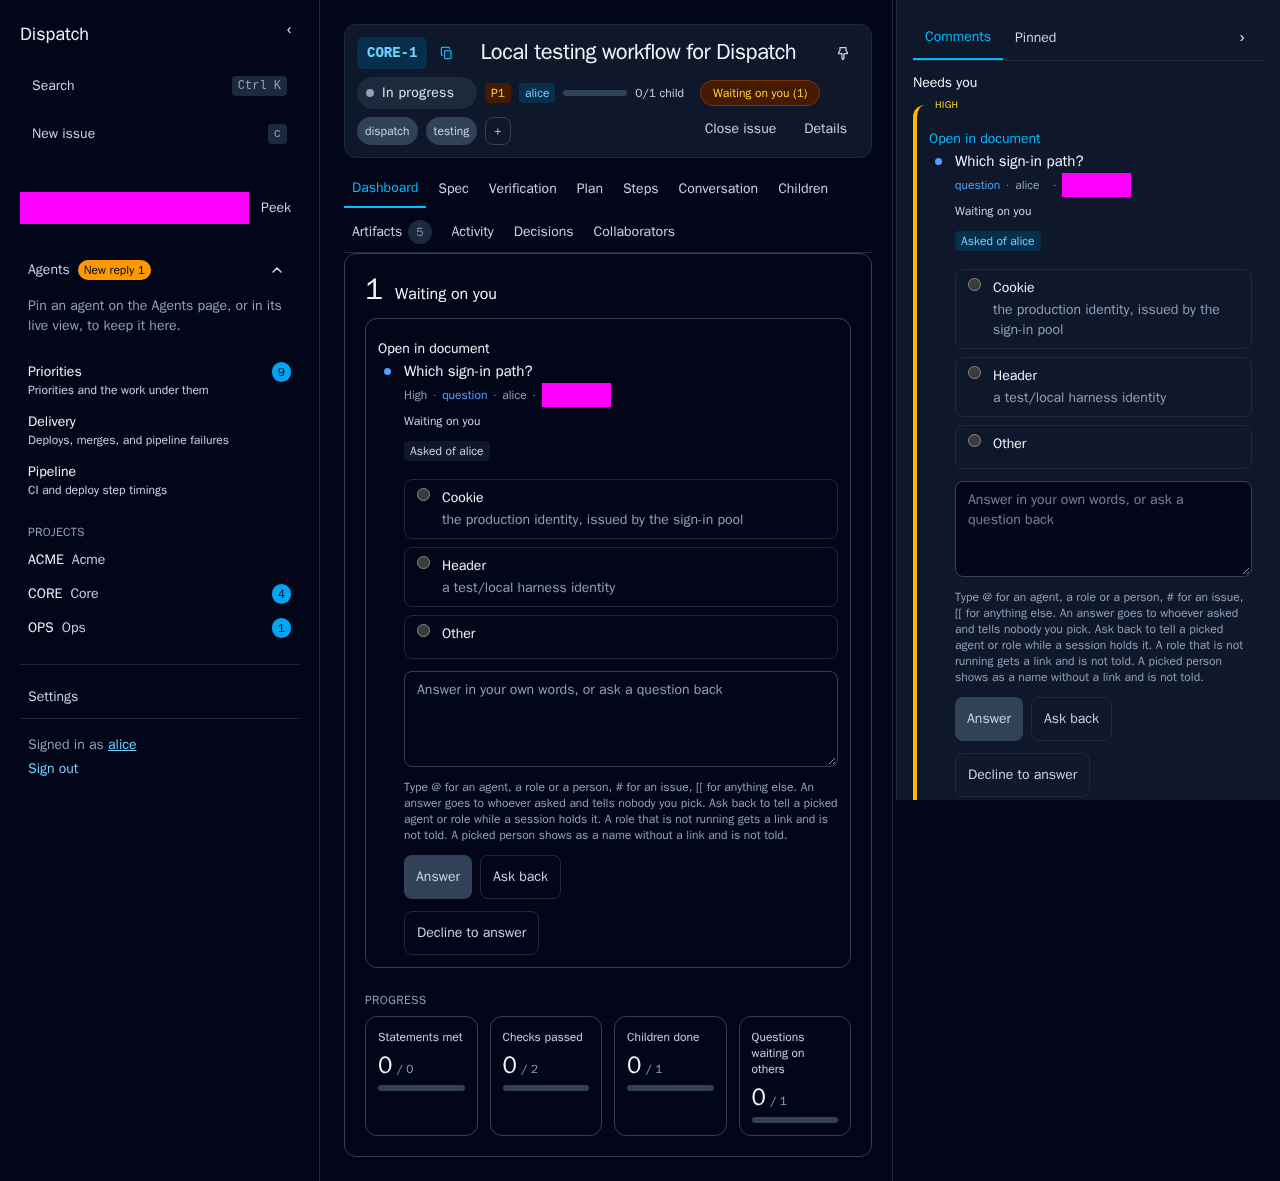 Dispatch
Search
Ctrl K
New issue
C
Peek
Agents
New reply 1
Pin an agent on the Agents page, or in its
live view, to keep it here.
Priorities
9
Priorities and the work under them
Delivery
Deploys, merges, and pipeline failures
Pipeline
CI and deploy step timings
PROJECTS
ACME Acme
CORE Core
4
OPS Ops
1
Settings
Signed in as alice
Sign out
CORE-1
Local testing workflow for Dispatch
In progress
P1
alice
0/1 child
Waiting on you (1)
dispatch
testing
+
Close issue
Details
Dashboard
Spec
Verification
Plan
Steps
Conversation
Children
Artifacts 5
Activity
Decisions
Collaborators
1 Waiting on you
Open in document
Which sign-in path?
High · question · alice ·
Waiting on you
Asked of alice
Cookie
the production identity, issued by the sign-in pool
Header
a test/local harness identity
Other
Answer in your own words, or ask a question back
Type @ for an agent, a role or a person, # for an issue, [[ for anything else. An
answer goes to whoever asked and tells nobody you pick. Ask back to tell a picked
agent or role while a session holds it. A role that is not running gets a link and is
not told. A picked person shows as a name without a link and is not told.
Answer
Ask back
Decline to answer
PROGRESS
Statements met
0 / 0
Checks passed
0 / 2
Children done
0 / 1
Questions
waiting on
others
0 / 1
Comments
Pinned
Needs you
HIGH
Open in document
Which sign-in path?
question · alice ·
Waiting on you
Asked of alice
Cookie
the production identity, issued by the
sign-in pool
Header
a test/local harness identity
Other
Answer in your own words, or ask a
question back
Type @ for an agent, a role or a person, # for an issue,
[[ for anything else. An answer goes to whoever asked
and tells nobody you pick. Ask back to tell a picked
agent or role while a session holds it. A role that is not
running gets a link and is not told. A picked person
shows as a name without a link and is not told.
Answer
Ask back
Decline to answer